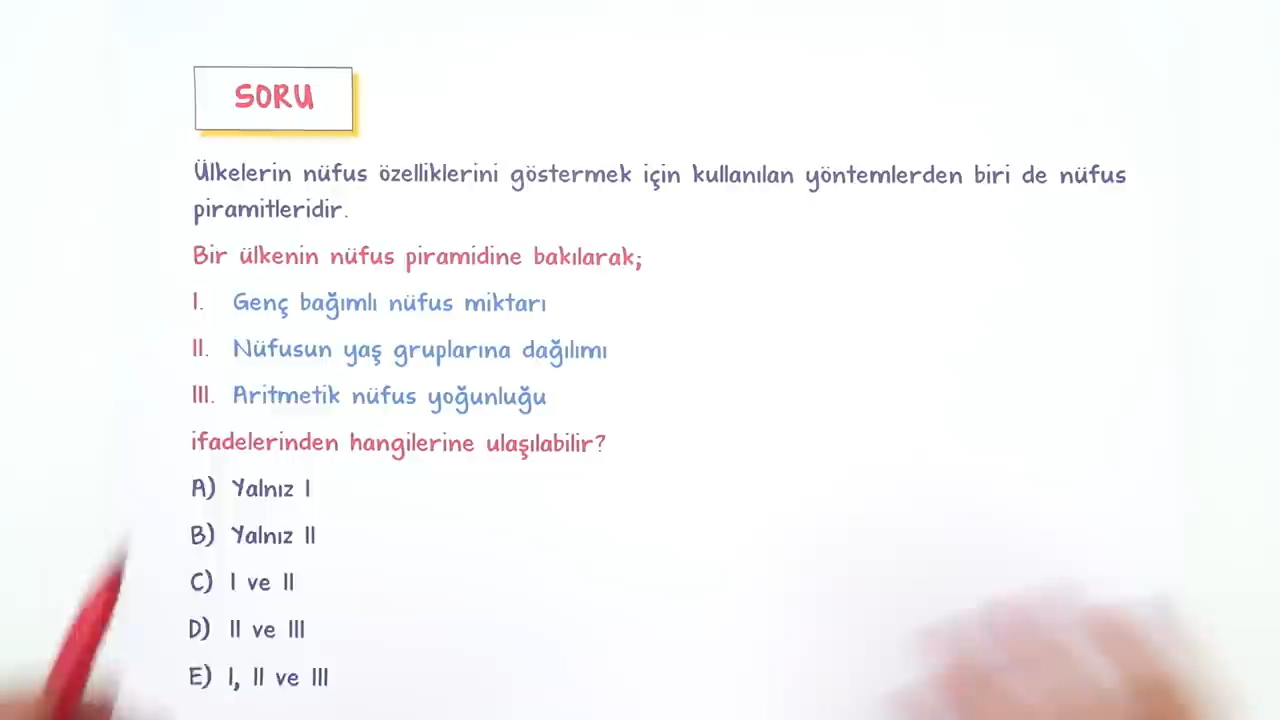 SORU
Ülkelerin nüfus özelliklerini göstermek için kullanılan yöntemlerden biri de nüfus
piramitleridir.
Bir ülkenin nüfus piramidine bakılarak;
I. Genç bağımlı nüfus miktarı
II. Nüfusun yaş gruplarına dağılımı
III. Aritmetik nüfus yoğunluğu
ifadelerinden hangilerine ulaşılabilir?
A) Yalnız I
B) Yalnız II
C) I ve II
D) II ve III
E) I, II ve III